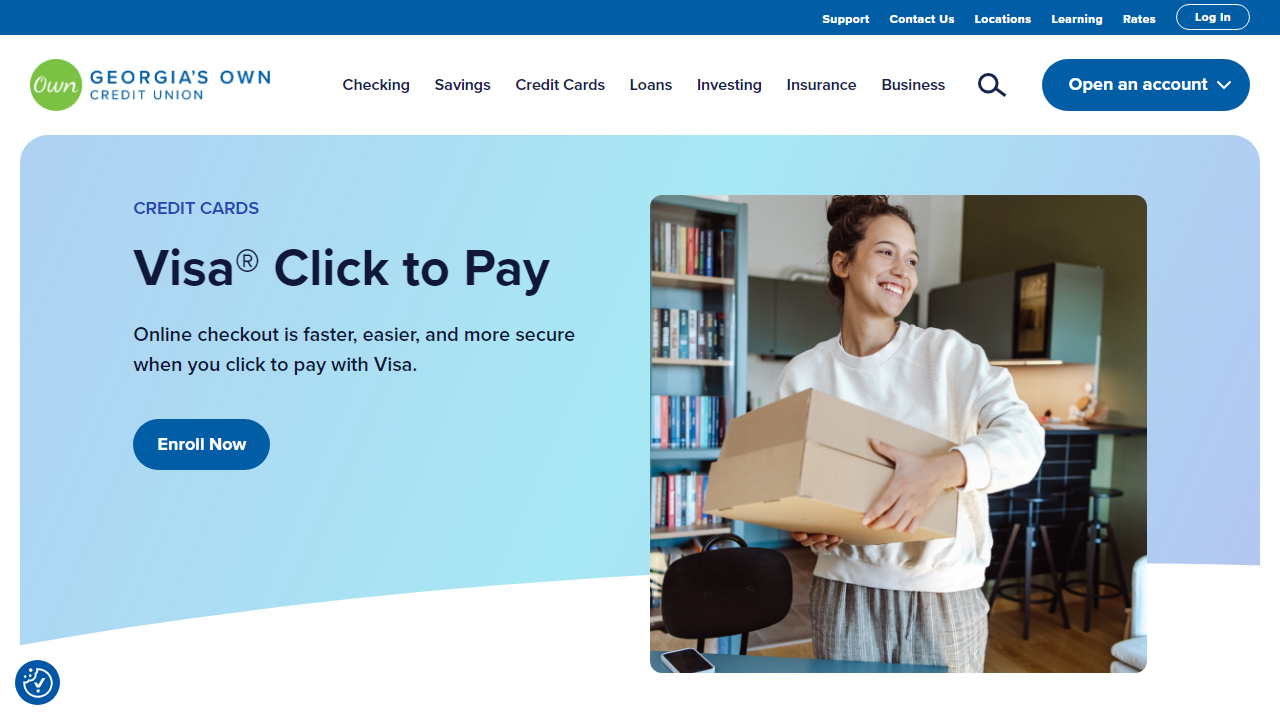 Support Contact Us Locations Learning Rates Log In
Own GEORGIA'S OWN
CREDIT UNION
Checking Savings Credit Cards Loans Investing Insurance Business Open an account
CREDIT CARDS
Visa® Click to Pay
Online checkout is faster, easier, and more secure
when you click to pay with Visa.
Enroll Now